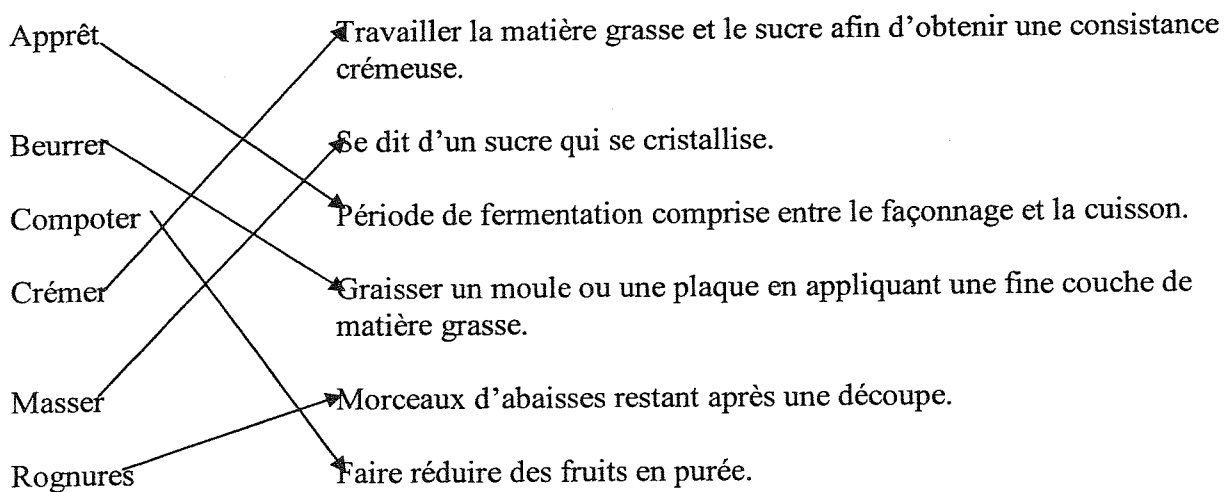 Apprêt
Travailler la matière grasse et le sucre afin d'obtenir une consistance
crémeuse.
Beurrer
Se dit d'un sucre qui se cristallise.
Compoter
Période de fermentation comprise entre le façonnage et la cuisson.
Crémer
Graisser un moule ou une plaque en appliquant une fine couche de
matière grasse.
Masser
Morceaux d'abaisses restant après une découpe.
Rognures
Faire réduire des fruits en purée.